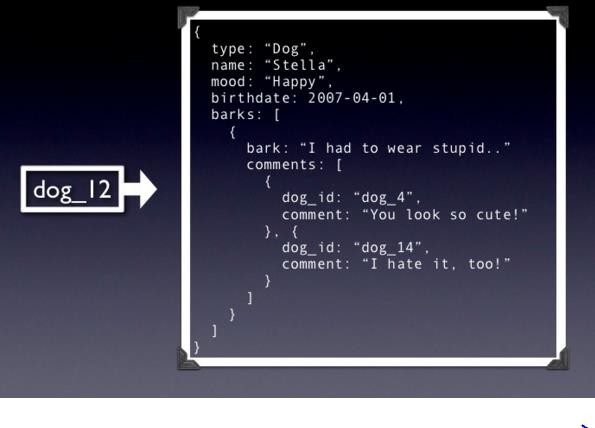 dog_12
{
type: “Dog”,
name: “Stella”,
mood: “Happy”,
birthdate: 2007-04-01,
barks: [
{
bark: “I had to wear stupid..”
comments: [
{
dog_id: “dog_4”,
comment: “You look so cute!”
}, {
dog_id: “dog_14”,
comment: “I hate it, too!”
}
]
}
]
}